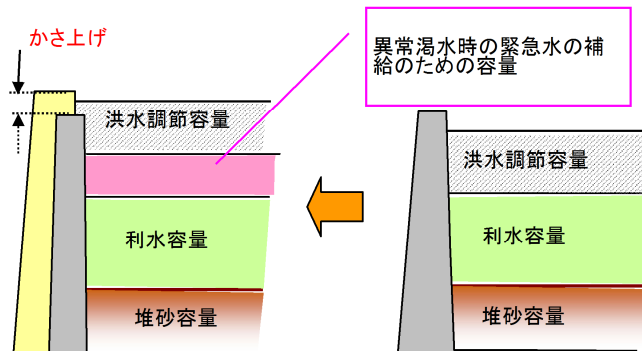 かさ上げ
異常渇水時の緊急水の補
給のための容量
洪水調節容量
利水容量
堆砂容量
洪水調節容量
利水容量
堆砂容量